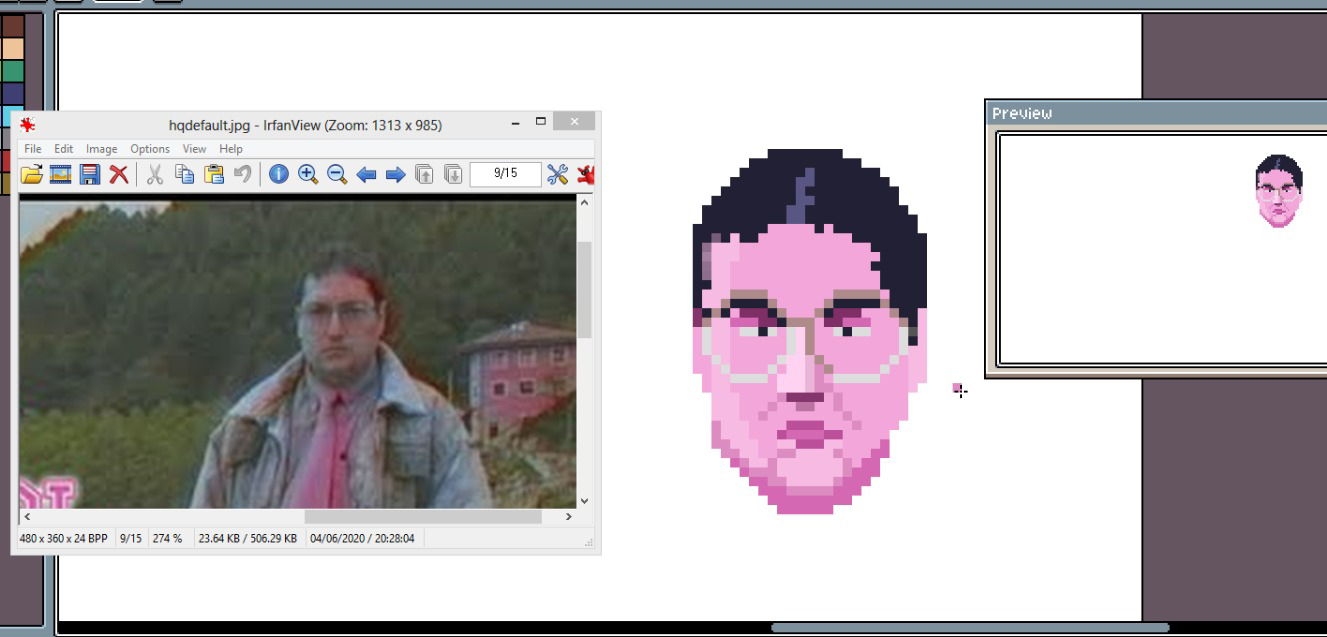 hqdefault.jpg - IrfanView (Zoom: 1313 x 985)
File Edit Image Options View Help
9/15
480 x 360 x 24 BPP 9/15 274 % 23.64 KB / 506.29 KB 04/06/2020 / 20:28:04
Preview